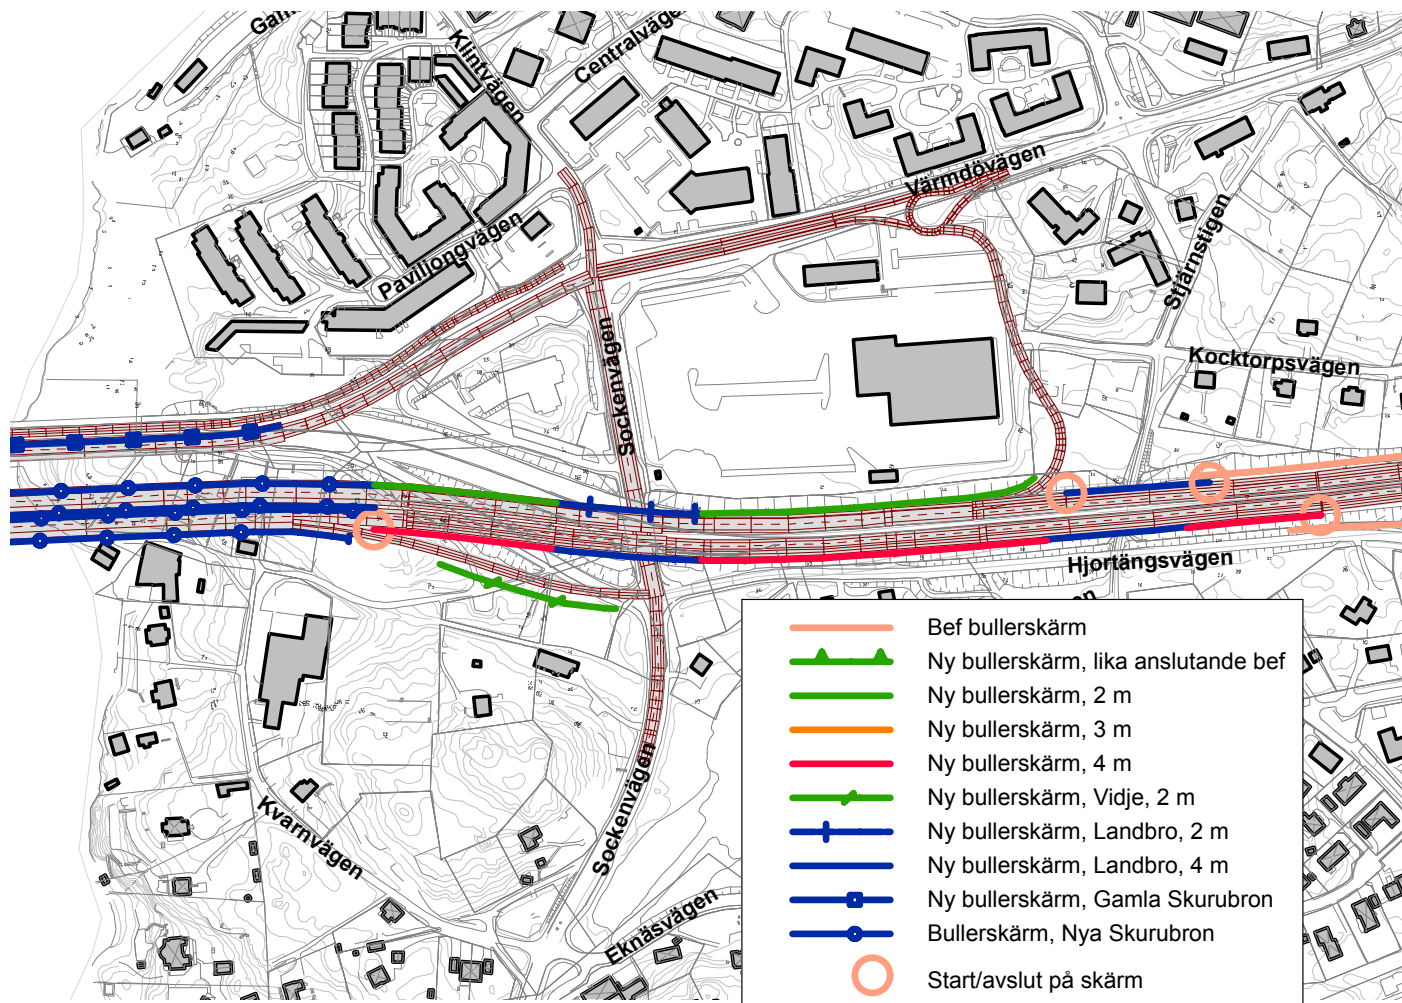 Gam
Klintvägen
Centralväge
Värmdövägen
Paviljongvägen
Stjärnstigen
Sockenvägen
Kocktorpsvägen
Hjortängsvägen
Sockenvägen
Kvarnvägen
Eknäsvägen
Bef bullerskärm
Ny bullerskärm, lika anslutande bef
Ny bullerskärm, 2 m
Ny bullerskärm, 3 m
Ny bullerskärm, 4 m
Ny bullerskärm, Vidje, 2 m
Ny bullerskärm, Landbro, 2 m
Ny bullerskärm, Landbro, 4 m
Ny bullerskärm, Gamla Skurubron
Bullerskärm, Nya Skurubron
Start/avslut på skärm